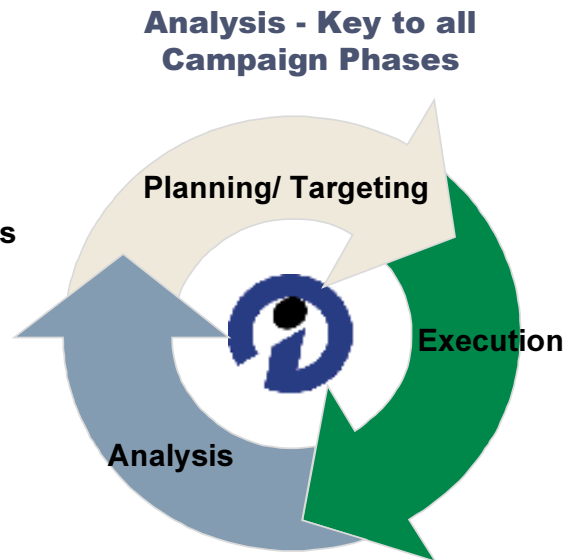 Analysis - Key to all
Campaign Phases
Planning/ Targeting
s
Execution
Analysis